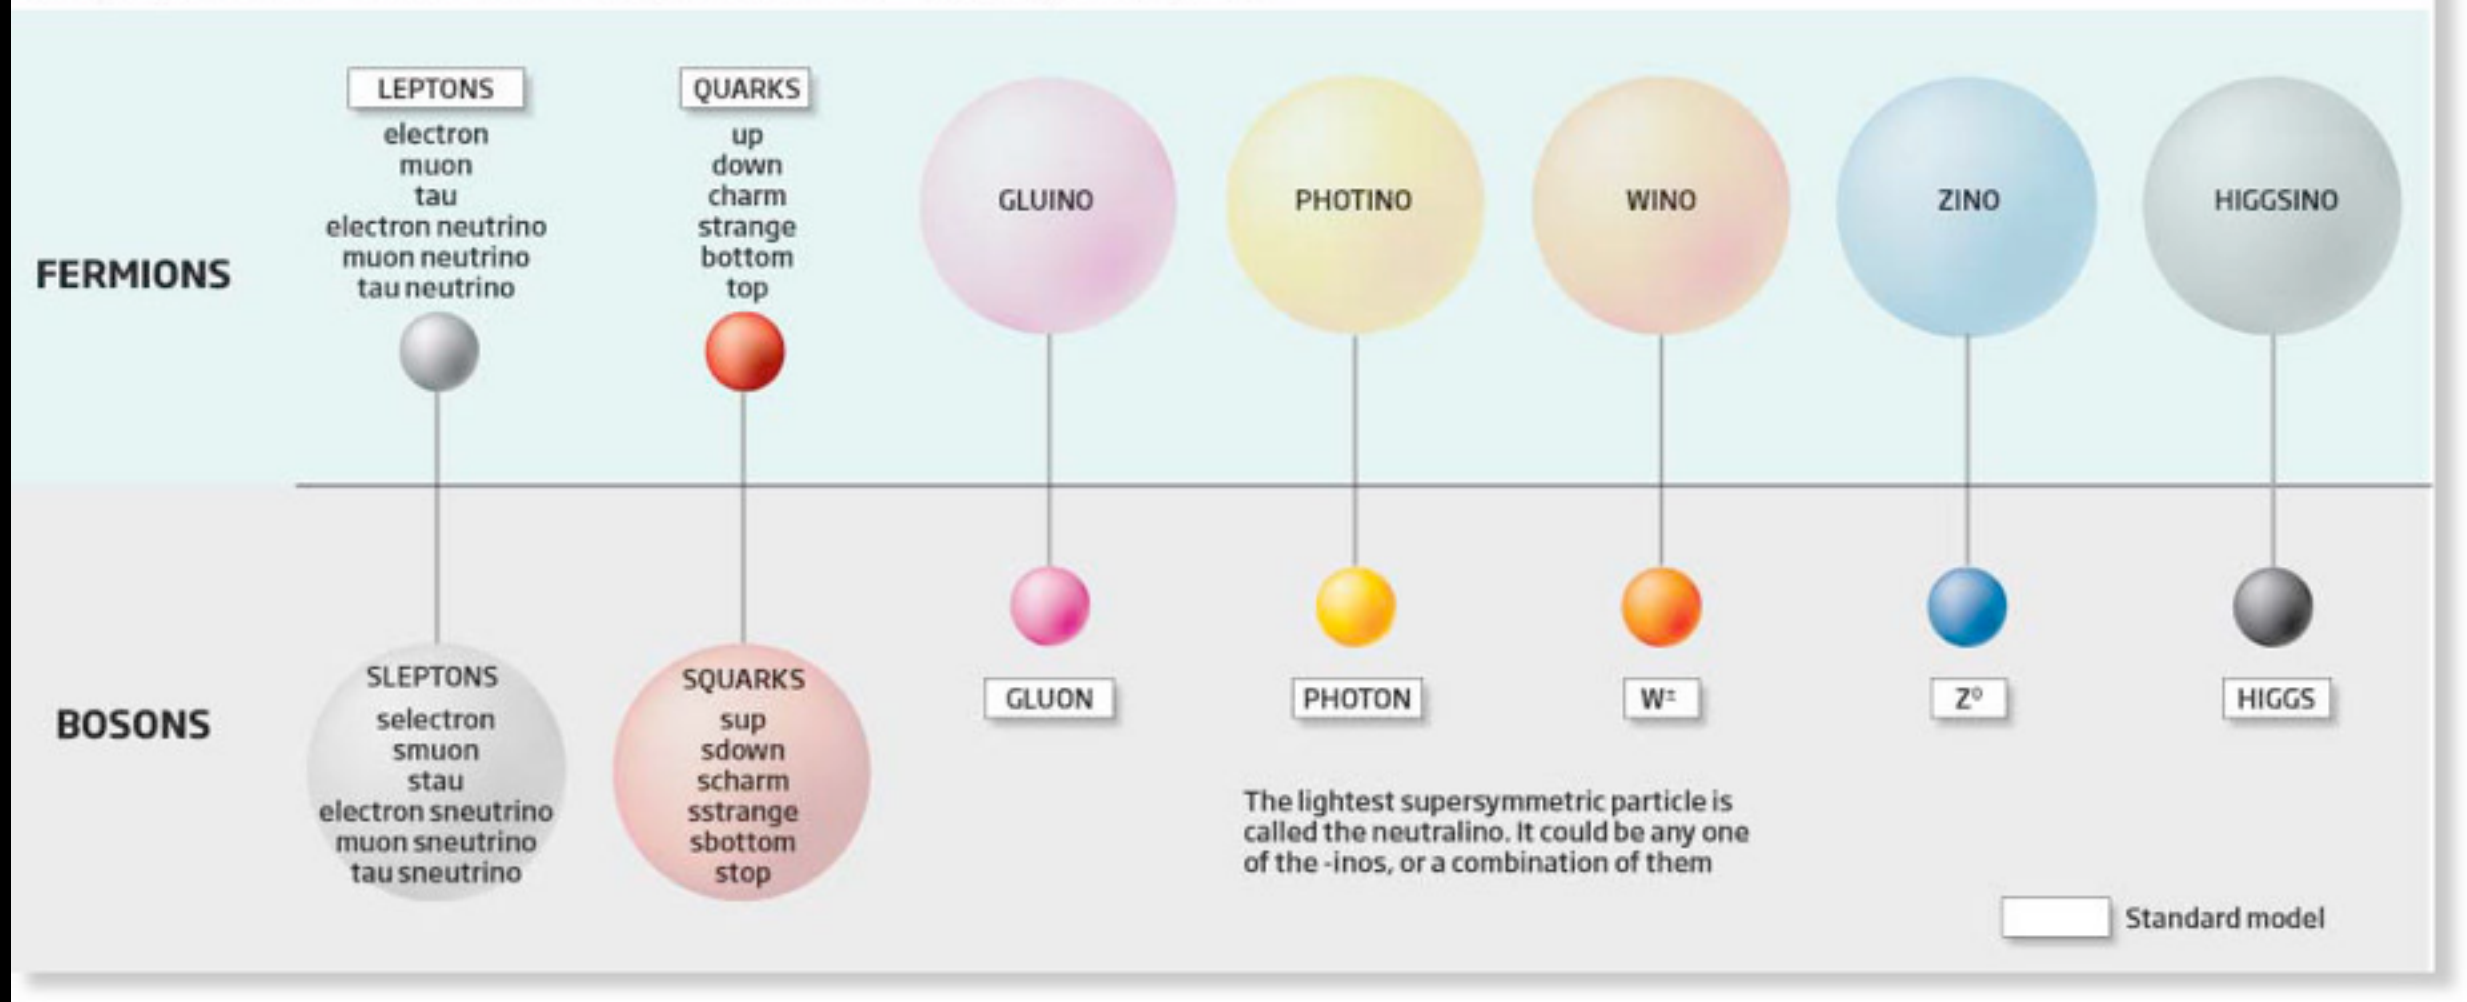 LEPTONS
electron
muon
tau
electron neutrino
muon neutrino
tau neutrino
QUARKS
up
down
charm
strange
bottom
top
GLUINO
PHOTINO
WINO
ZINO
HIGGSINO
FERMIONS
BOSONS
SLEPTONS
selectron
smuon
stau
electron sneutrino
muon sneutrino
tau sneutrino
SQUARKS
sup
sdown
scharm
sstrange
sbottom
stop
GLUON
PHOTON
W±
Z⁰
HIGGS
The lightest supersymmetric particle is
called the neutralino. It could be any one
of the -inos, or a combination of them
Standard model